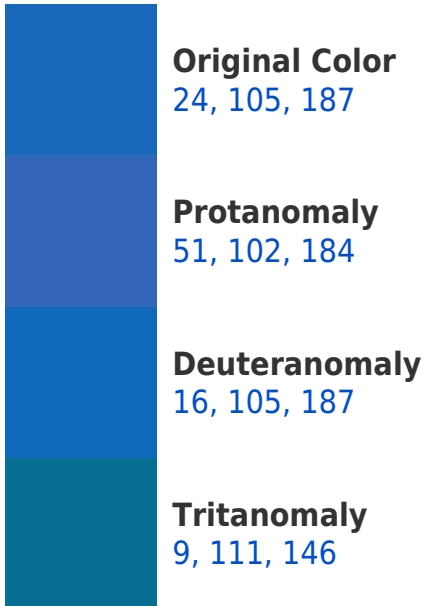 Original Color
24, 105, 187
Protanomaly
51, 102, 184
Deuteranomaly
16, 105, 187
Tritanomaly
9, 111, 146